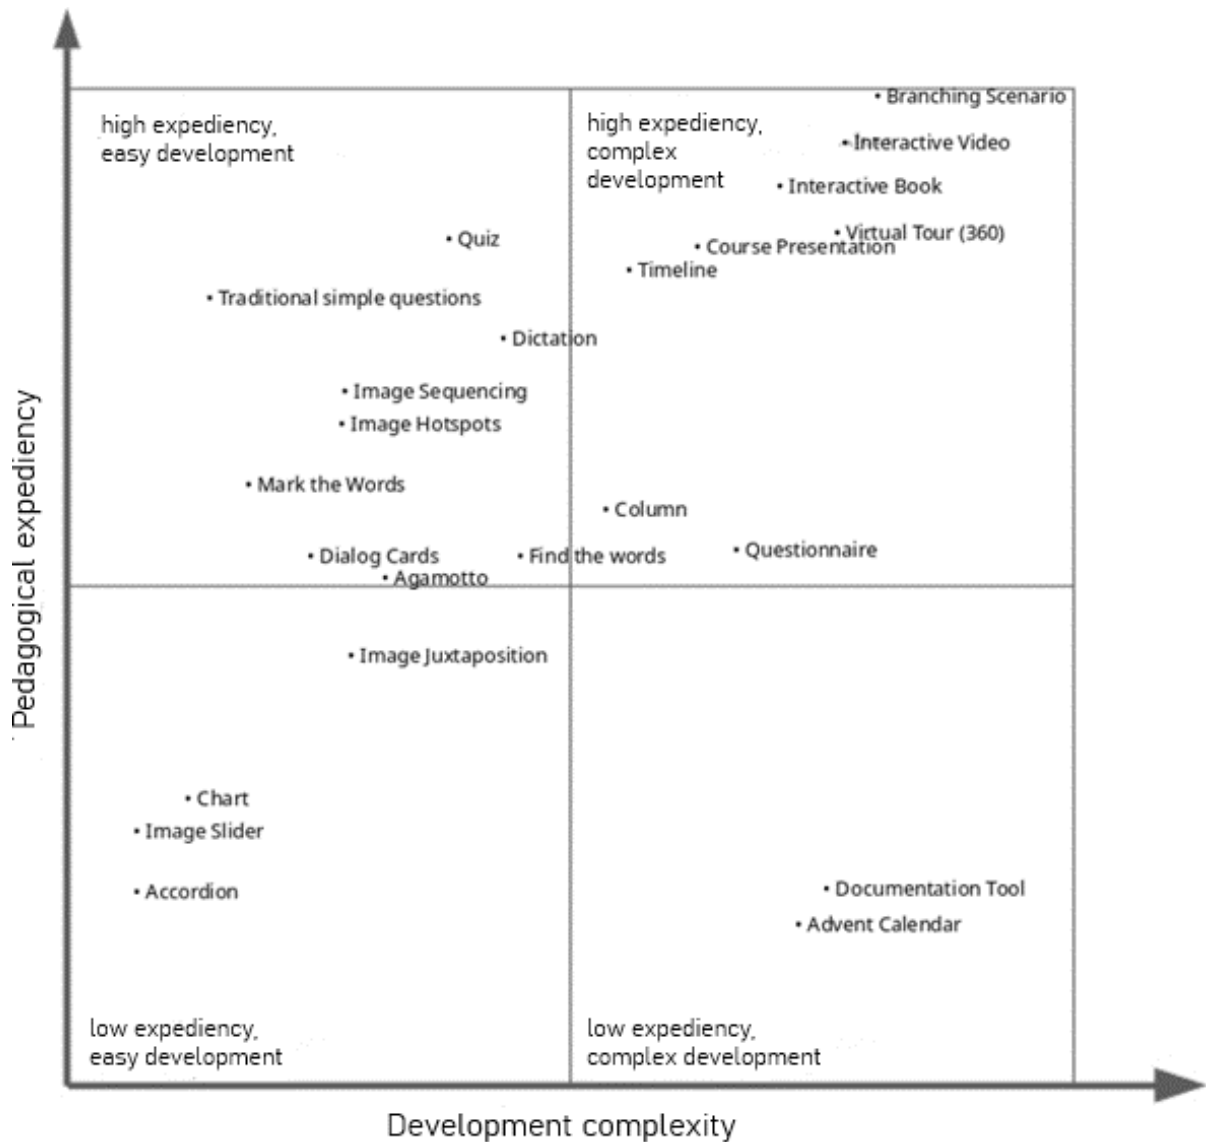 Branching Scenario
high expediency,
easy development
high expediency,
complex
development
Interactive Video
Interactive Book
Quiz
Virtual Tour (360)
Course Presentation
Timeline
Traditional simple questions
Dictation
Image Sequencing
Image Hotspots
Mark the Words
Column
Dialog Cards
Find the words
Questionnaire
Agamotto
Pedagogical expediency
Image Juxtaposition
Chart
Image Slider
Accordion
Documentation Tool
Advent Calendar
low expediency,
easy development
low expediency,
complex development
Development complexity